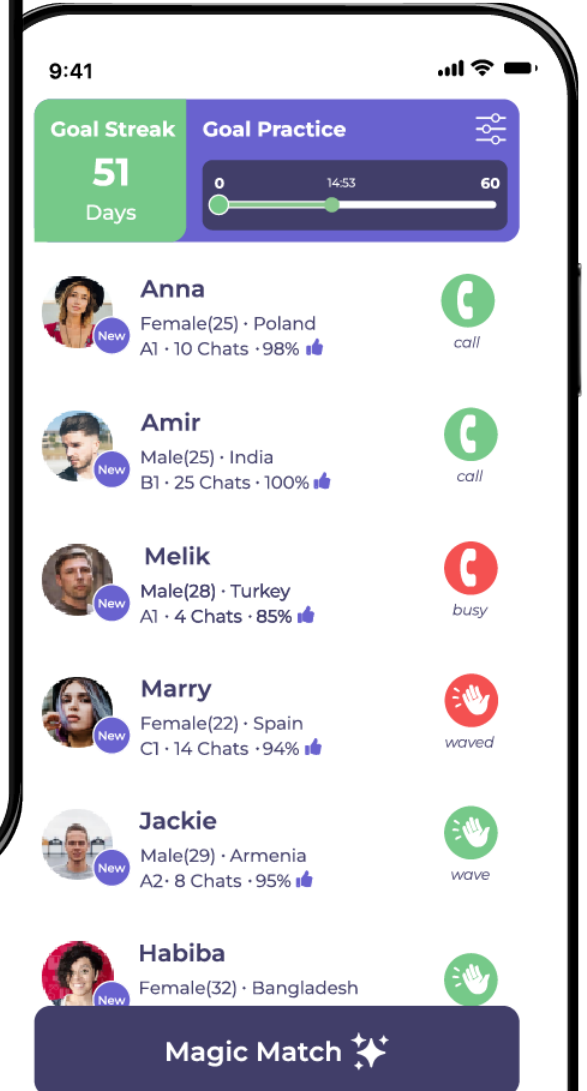 9:41
Goal Streak
51
Days
Goal Practice
0 14:53 60
Anna
Female(25) · Poland
A1 · 10 Chats · 98%
New
call
Amir
Male(25) · India
B1 · 25 Chats · 100%
New
call
Melik
Male(28) · Turkey
A1 · 4 Chats · 85%
New
busy
Marry
Female(22) · Spain
C1 · 14 Chats · 94%
New
waved
Jackie
Male(29) · Armenia
A2 · 8 Chats · 95%
New
wave
Habiba
Female(32) · Bangladesh
New
Magic Match